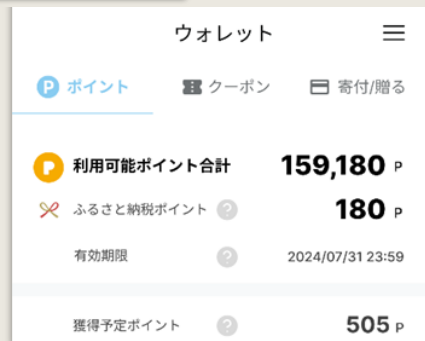 ウォレット
P ポイント クーポン 寄付/贈る
P 利用可能ポイント合計 159,180 P
ふるさと納税ポイント ? 180 P
有効期限 ? 2024/07/31 23:59
獲得予定ポイント ? 505 P